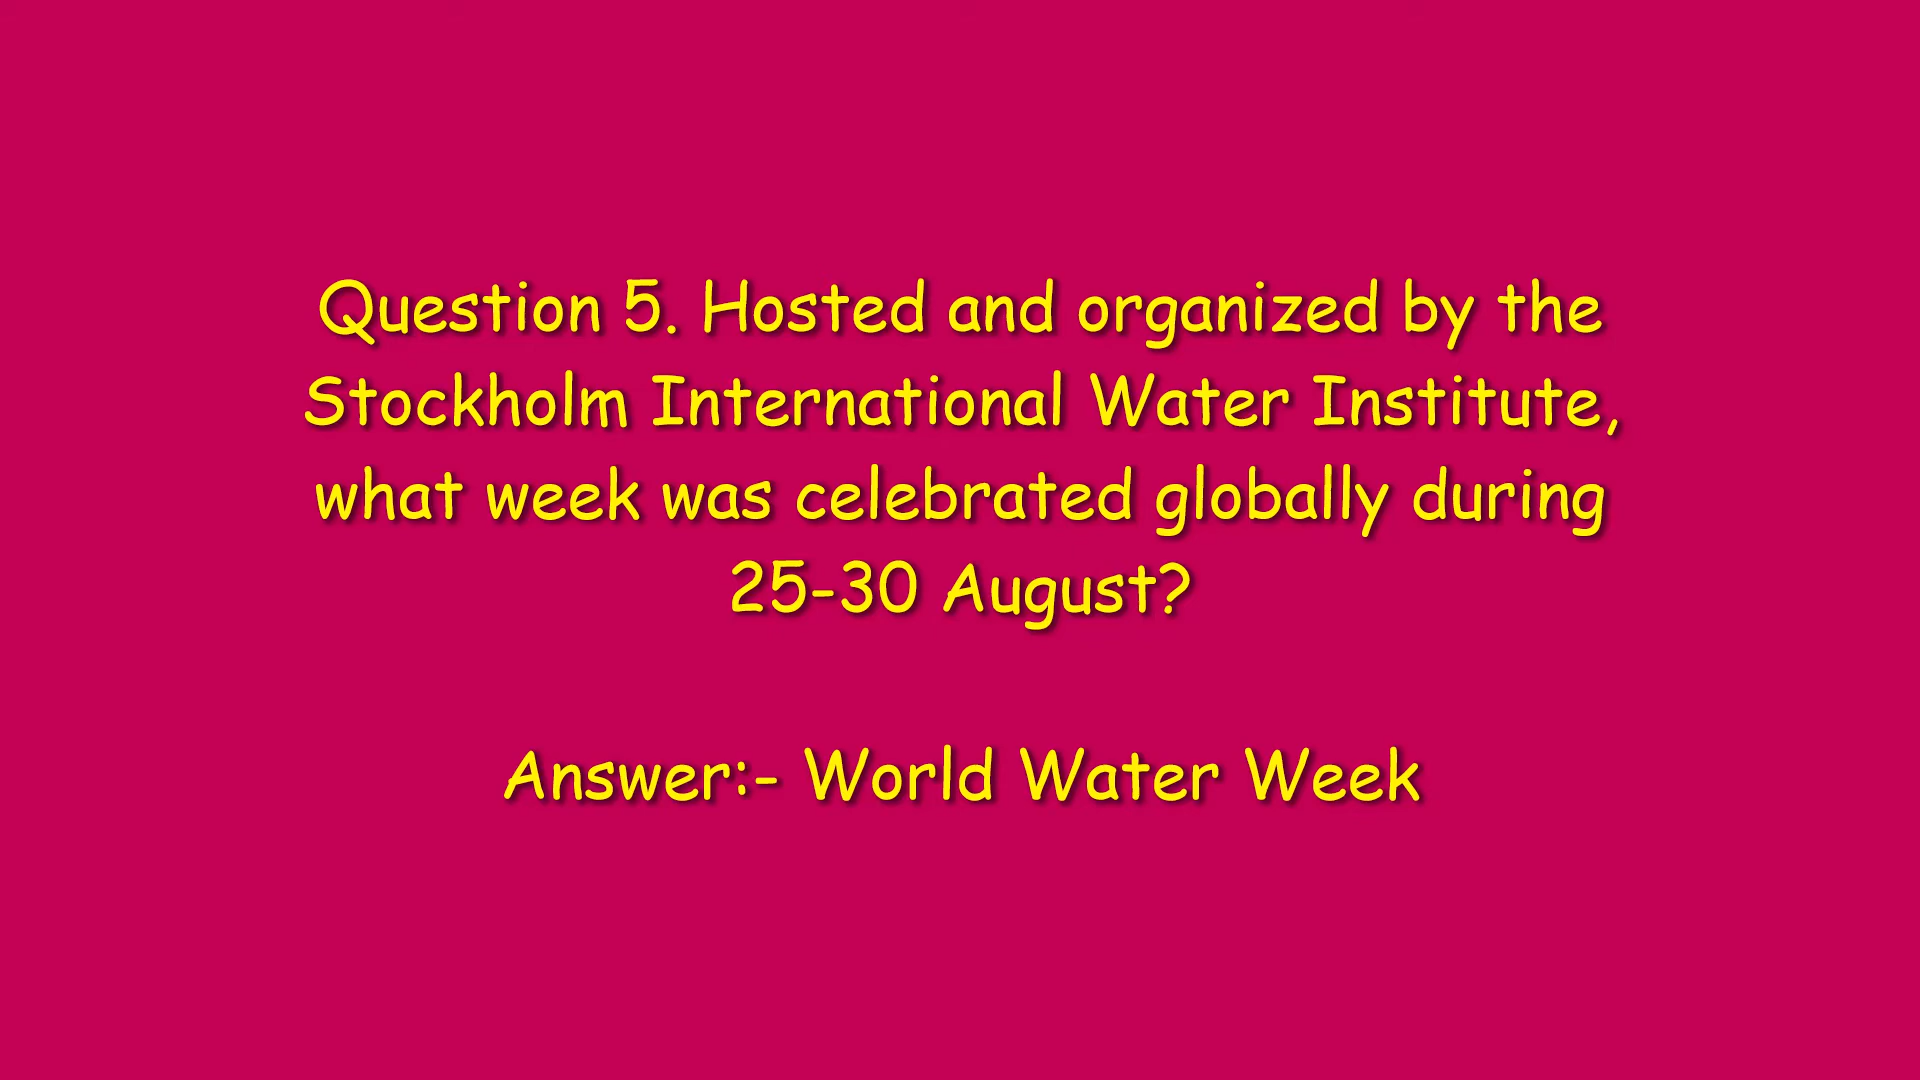 Question 5. Hosted and organized by the
Stockholm International Water Institute,
what week was celebrated globally during
25-30 August?
Answer:- World Water Week